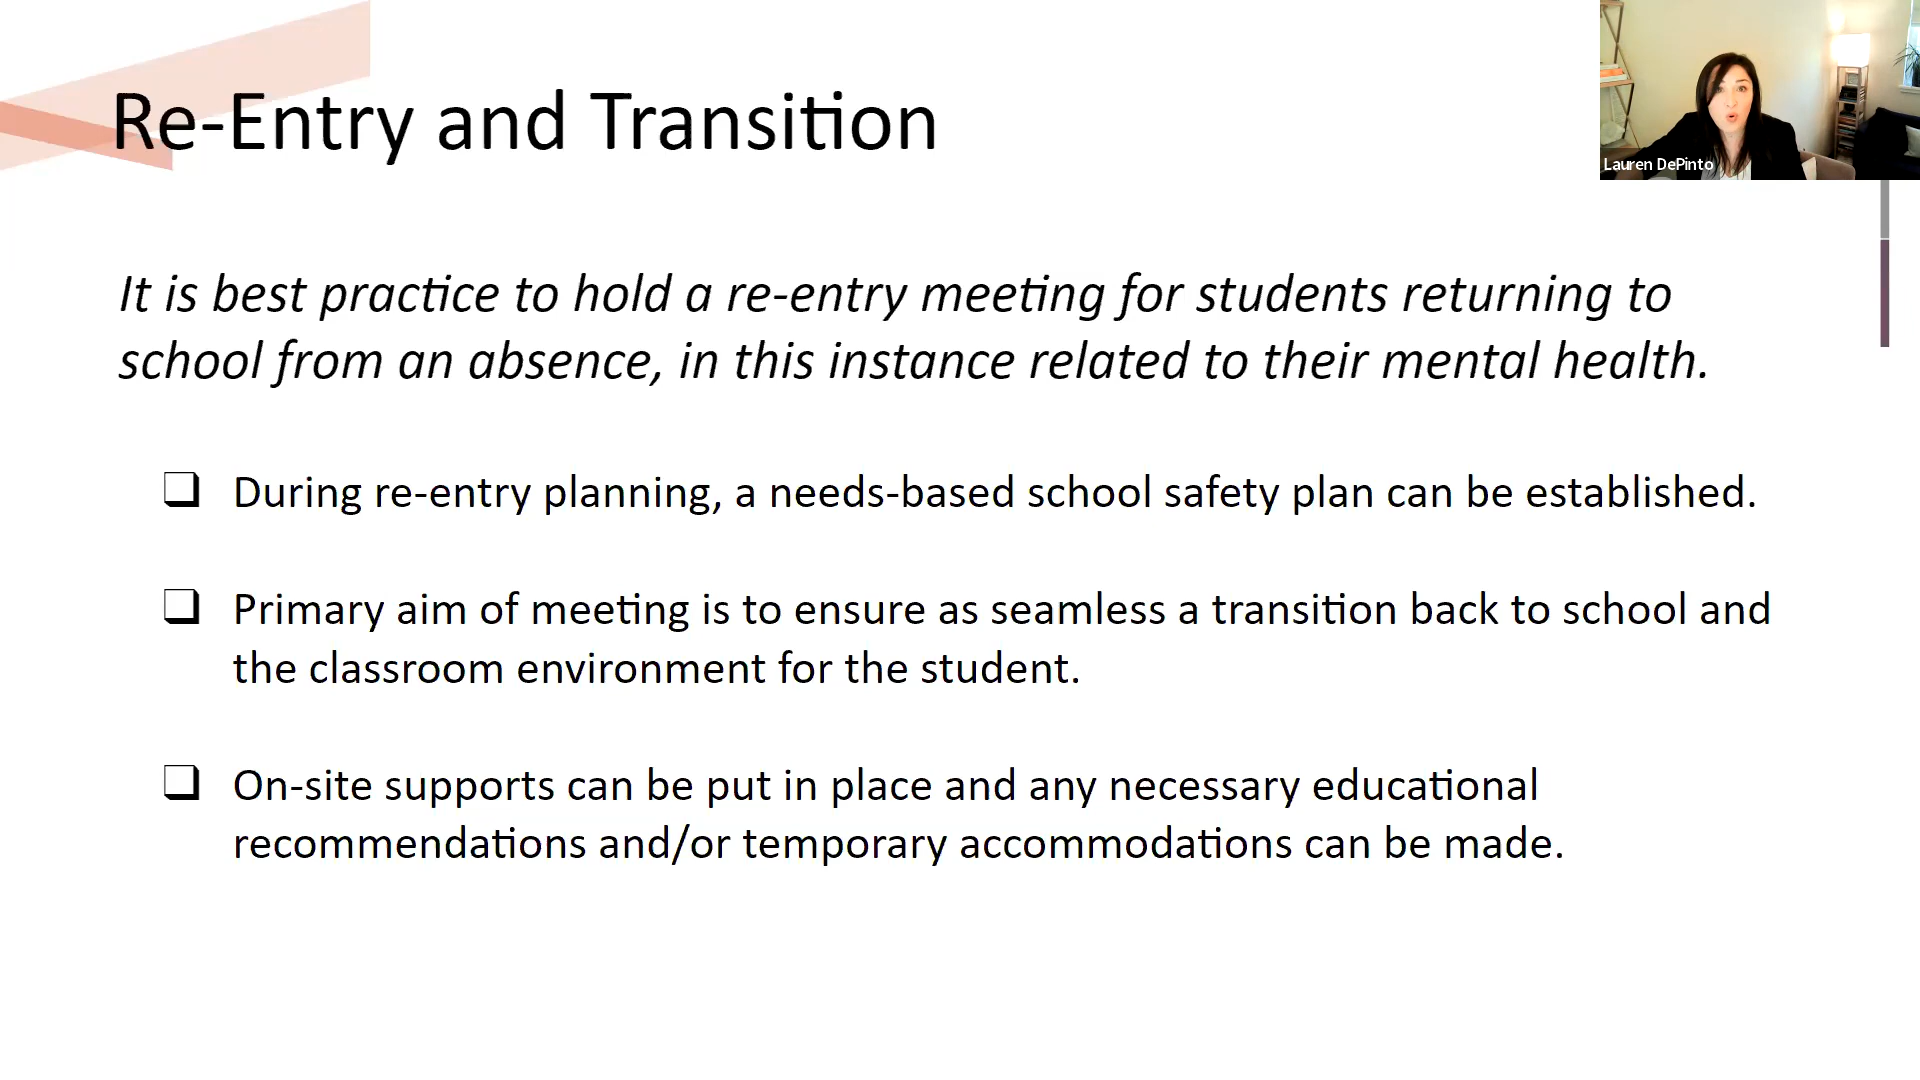 Re-Entry and Transition
Lauren DePinto
It is best practice to hold a re-entry meeting for students returning to
school from an absence, in this instance related to their mental health.
During re-entry planning, a needs-based school safety plan can be established.
Primary aim of meeting is to ensure as seamless a transition back to school and
the classroom environment for the student.
On-site supports can be put in place and any necessary educational
recommendations and/or temporary accommodations can be made.